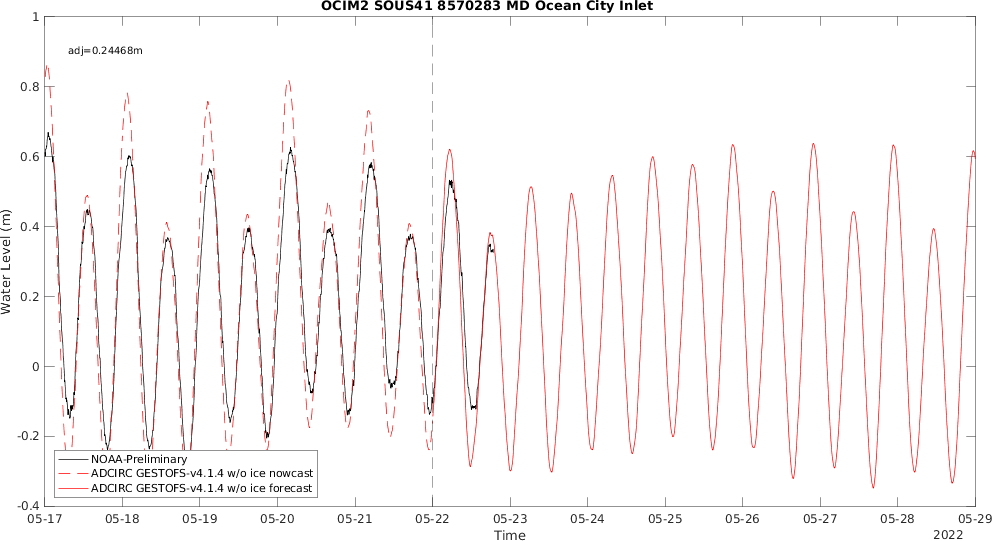 OCIM2 SOUS41 8570283 MD Ocean City Inlet
adj=0.24468m
Water Level (m)
1
0.8
0.6
0.4
0.2
0
-0.2
-0.4
NOAA-Preliminary
ADCIRC GESTOFS-v4.1.4 w/o ice nowcast
ADCIRC GESTOFS-v4.1.4 w/o ice forecast
05-17 05-18 05-19 05-20 05-21 05-22 05-23 05-24 05-25 05-26 05-27 05-28 05-29
Time
2022